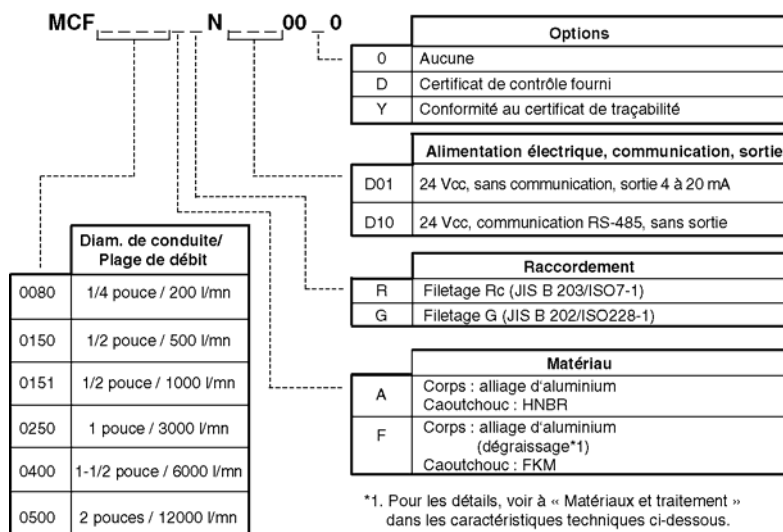 MCF____ _ _ N___00_0
Options
0 Aucune
D Certificat de contrôle fourni
Y Conformité au certificat de traçabilité
Alimentation électrique, communication, sortie
D01 24 Vcc, sans communication, sortie 4 à 20 mA
D10 24 Vcc, communication RS-485, sans sortie
Raccordement
R Filetage Rc (JIS B 203/ISO7-1)
G Filetage G (JIS B 202/ISO228-1)
Matériau
A Corps : alliage d'aluminium
Caoutchouc : HNBR
F Corps : alliage d'aluminium
(dégraissage*1)
Caoutchouc : FKM
*1. Pour les détails, voir à « Matériaux et traitement »
dans les caractéristiques techniques ci-dessous.
Diam. de conduite/
Plage de débit
0080 1/4 pouce / 200 l/mn
0150 1/2 pouce / 500 l/mn
0151 1/2 pouce / 1000 l/mn
0250 1 pouce / 3000 l/mn
0400 1-1/2 pouce / 6000 l/mn
0500 2 pouces / 12000 l/mn